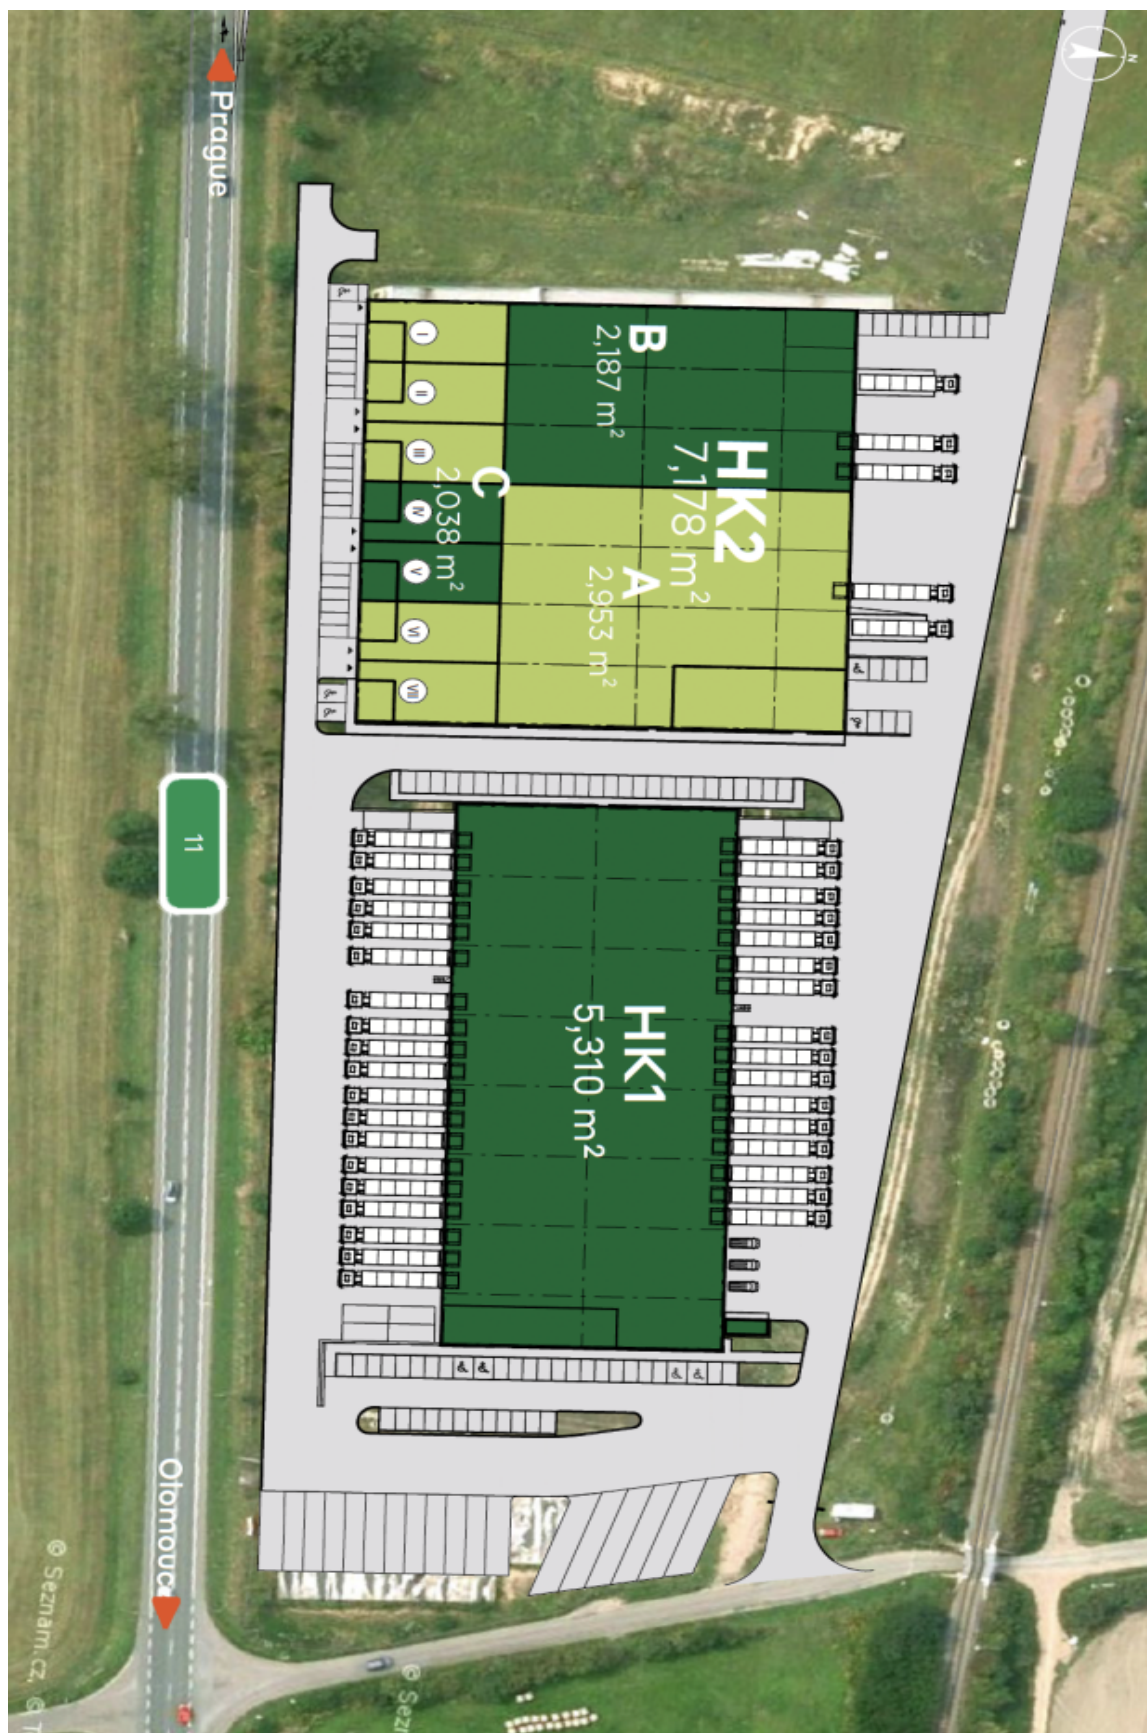 N
Prague
B
2,187 m²
HK2
7,178 m²
C
2,038 m²
A
2,953 m²
I
II
III
IV
V
VI
VII
11
HK1
5,310 m²
Olomouc
© Seznam.cz, © T
© Sezn